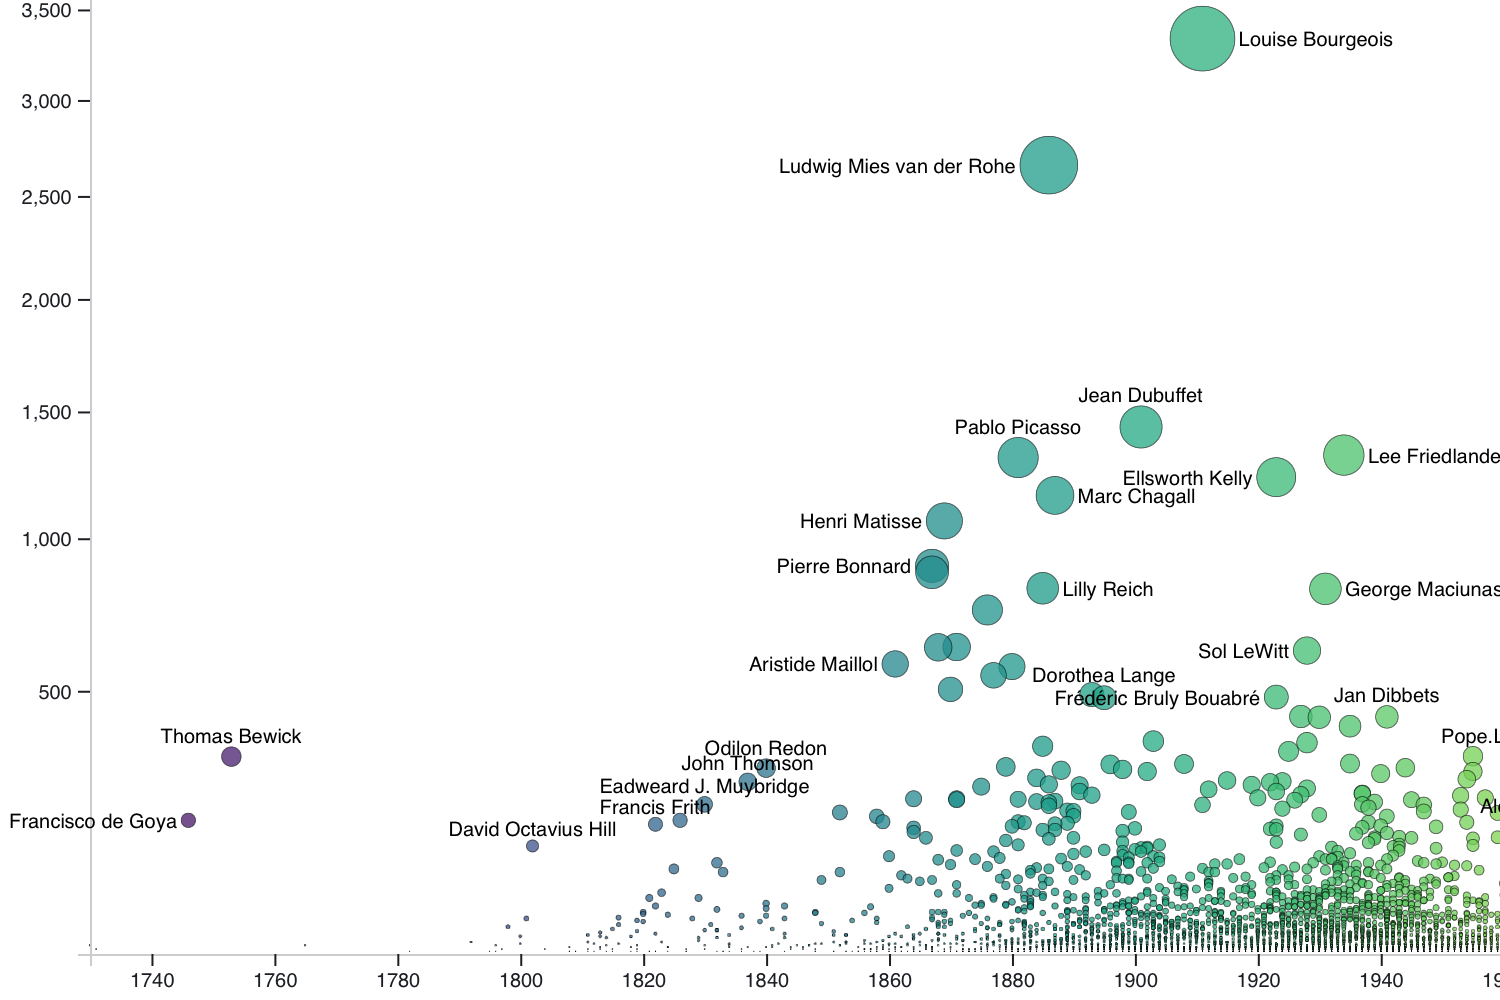 3,500
Louise Bourgeois
3,000
Ludwig Mies van der Rohe
2,500
2,000
Jean Dubuffet
1,500
Pablo Picasso
Lee Friedlande
Ellsworth Kelly
Marc Chagall
Henri Matisse
1,000
Pierre Bonnard
Lilly Reich
George Maciunas
Sol LeWitt
Aristide Maillol
Dorothea Lange
500
Frédéric Bruly Bouabré
Jan Dibbets
Thomas Bewick
Pope.L
Odilon Redon
John Thomson
Eadweard J. Muybridge
Francis Frith
Ale
Francisco de Goya
David Octavius Hill
1740 1760 1780 1800 1820 1840 1860 1880 1900 1920 1940 19